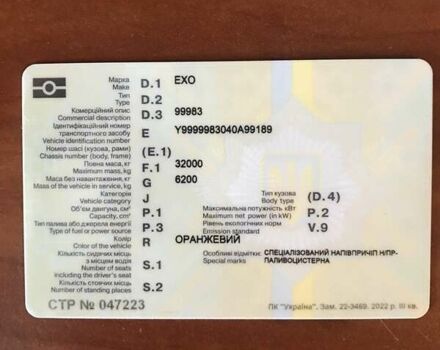 Марка
Make D.1 EXO
Тип
Type D.2
Комерційний опис
Commercial description D.3 99983
Ідентифікаційний номер
транспортного засобу
Vehicle identification number E Y9999983040A99189
Номер шасі (кузова, рами)
Chassis number (body, frame) (E.1)
Повна маса, кг
Maximum mass, kg F.1 32000
Маса без навантаження, кг
Mass of the vehicle in service, kg G 6200
Категорія
Vehicle category J
Тип кузова
Body type (D.4)
Об'єм двигуна, см³
Capacity, cm³ P.1
Максимальна потужність кВт
Maximum net power (in kW) P.2
Тип палива або джерела енергії
Type of fuel or power source P.3
Рівень екологічних норм
Emission standard V.9
Колір
Color of the vehicle R ОРАНЖЕВИЙ
Особливі відмітки:
Special marks
СПЕЦІАЛІЗОВАНИЙ НАПІВПРИЧІП Н/ПР-
ПАЛИВОЦИСТЕРНА
Кількість сидячих місць
з місцем водія
Number of seats
including the driver's seat S.1
Кількість стоячих місць
Number of standing places S.2
СТР № 047223
ПК "Україна". Зам. 22-3469. 2022 р. III кв.